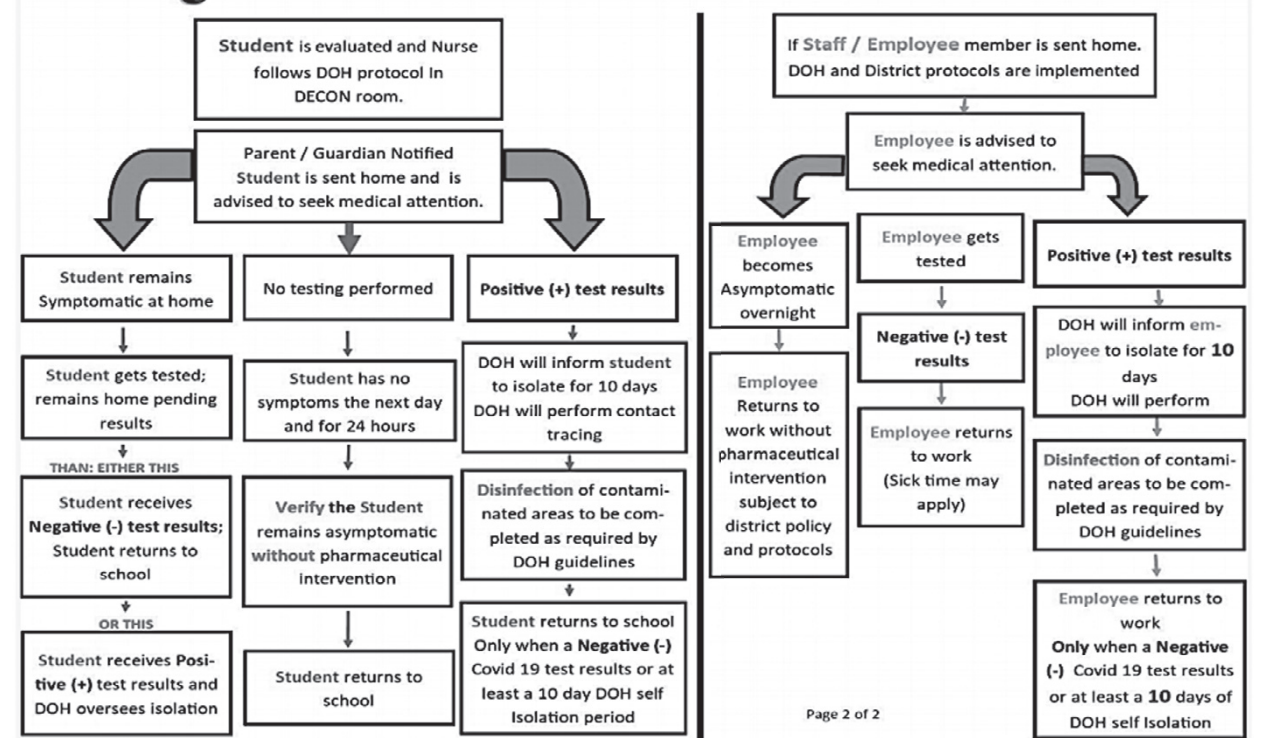 Student is evaluated and Nurse
follows DOH protocol In
DECON room.
Parent / Guardian Notified
Student is sent home and is
advised to seek medical attention.
Student remains
Symptomatic at home
Student gets tested;
remains home pending
results
THAN: EITHER THIS
Student receives
Negative (-) test results;
Student returns to
school
OR THIS
Student receives Posi-
tive (+) test results and
DOH oversees isolation
No testing performed
Student has no
symptoms the next day
and for 24 hours
Verify the Student
remains asymptomatic
without pharmaceutical
intervention
Student returns to
school
Positive (+) test results
DOH will inform student
to isolate for 10 days
DOH will perform contact
tracing
Disinfection of contami-
nated areas to be com-
pleted as required by
DOH guidelines
Student returns to school
Only when a Negative (-)
Covid 19 test results or at
least a 10 day DOH self
Isolation period
If Staff / Employee member is sent home.
DOH and District protocols are implemented
Employee is advised to
seek medical attention.
Employee
becomes
Asymptomatic
overnight
Employee
Returns to
work without
pharmaceutical
intervention
subject to
district policy
and protocols
Employee gets
tested
Negative (-) test
results
Employee returns
to work
(Sick time may
apply)
Positive (+) test results
DOH will inform em-
ployee to isolate for 10
days
DOH will perform
Disinfection of contami-
nated areas to be com-
pleted as required by
DOH guidelines
Employee returns to
work
Only when a Negative
(-) Covid 19 test results
or at least a 10 days of
DOH self Isolation
Page 2 of 2